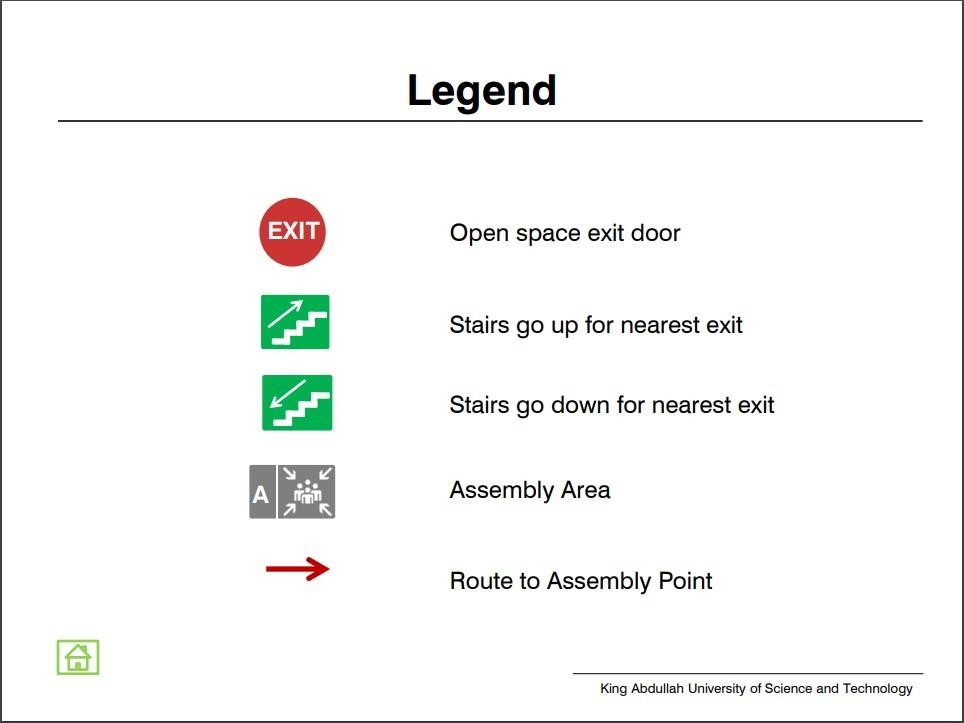 Legend
EXIT
Open space exit door
Stairs go up for nearest exit
Stairs go down for nearest exit
A
Assembly Area
Route to Assembly Point
King Abdullah University of Science and Technology